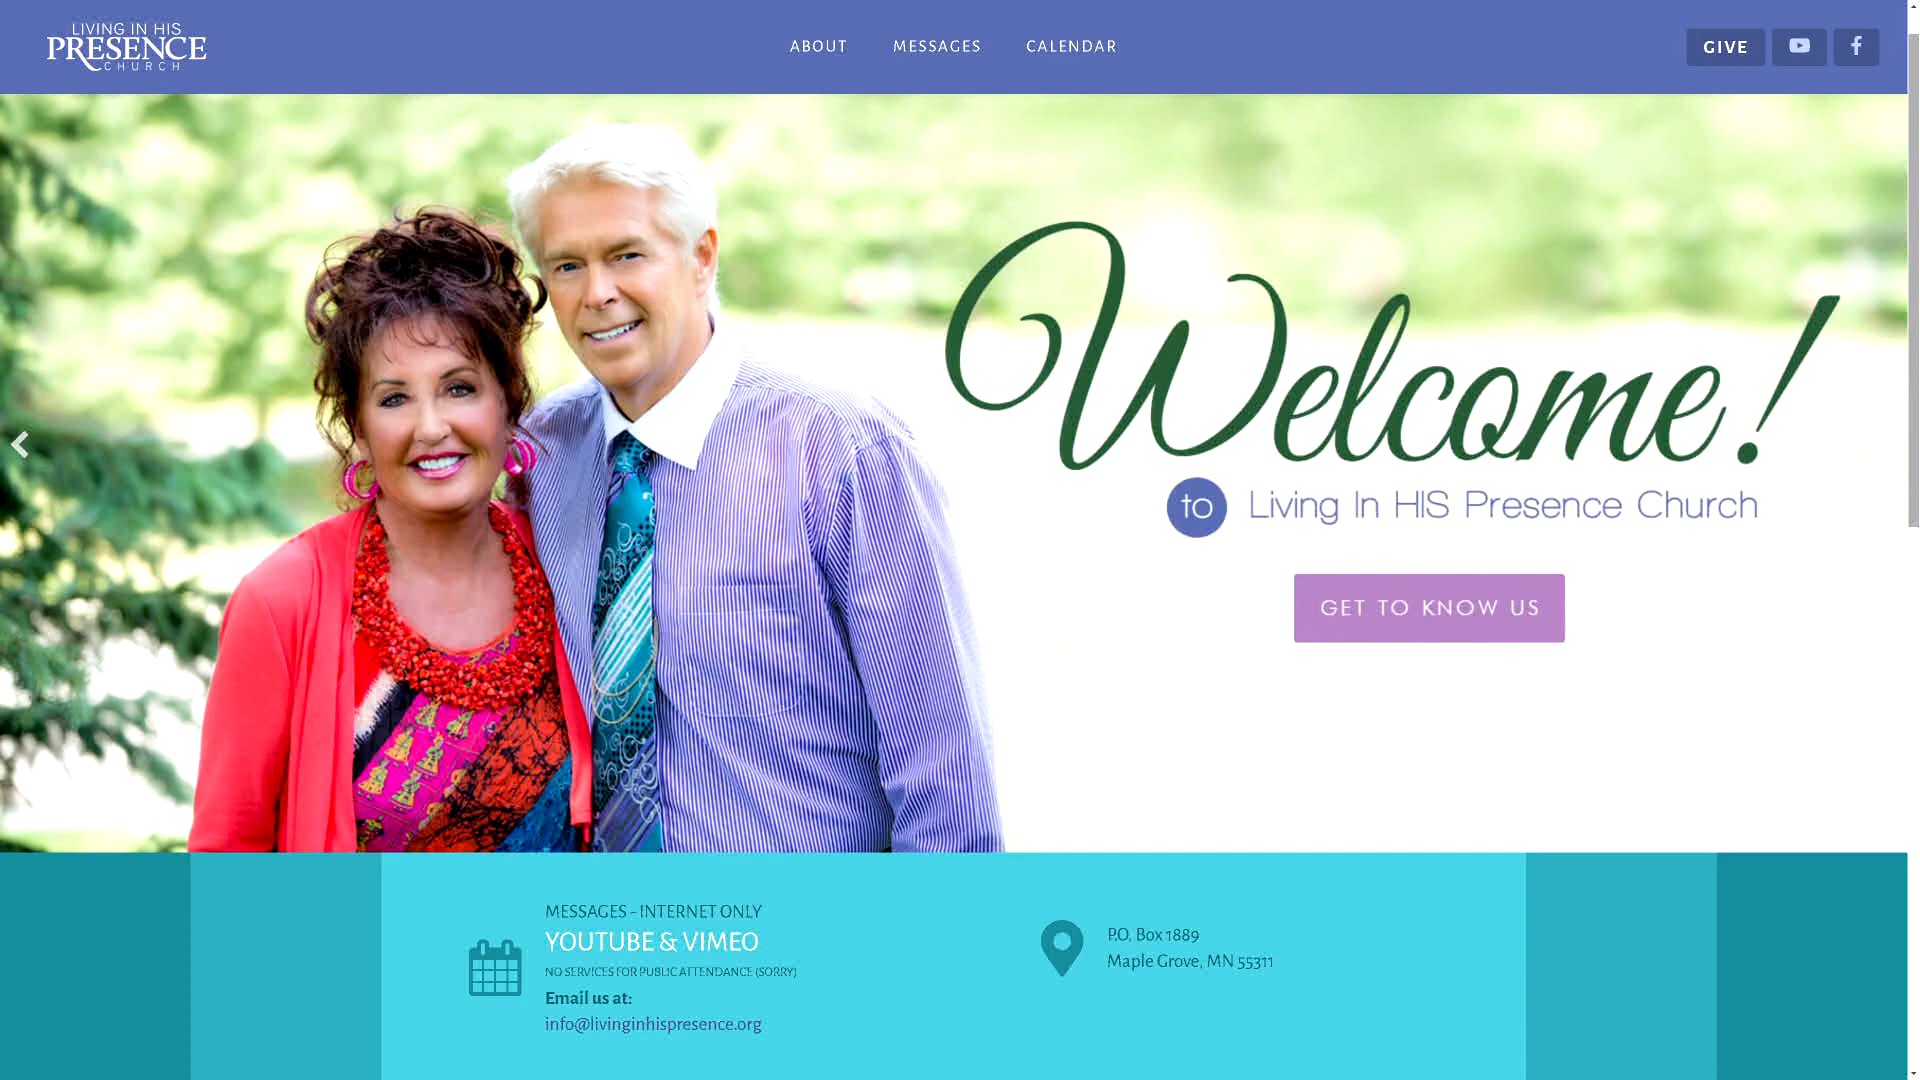 LIVING IN HIS
PRESENCE
CHURCH
ABOUT
MESSAGES
CALENDAR
GIVE
Welcome!
to Living In HIS Presence Church
GET TO KNOW US
MESSAGES - INTERNET ONLY
YOUTUBE & VIMEO
NO SERVICES FOR PUBLIC ATTENDANCE (SORRY)
Email us at:
info@livinginhispresence.org
P.O. Box 1889
Maple Grove, MN 55311